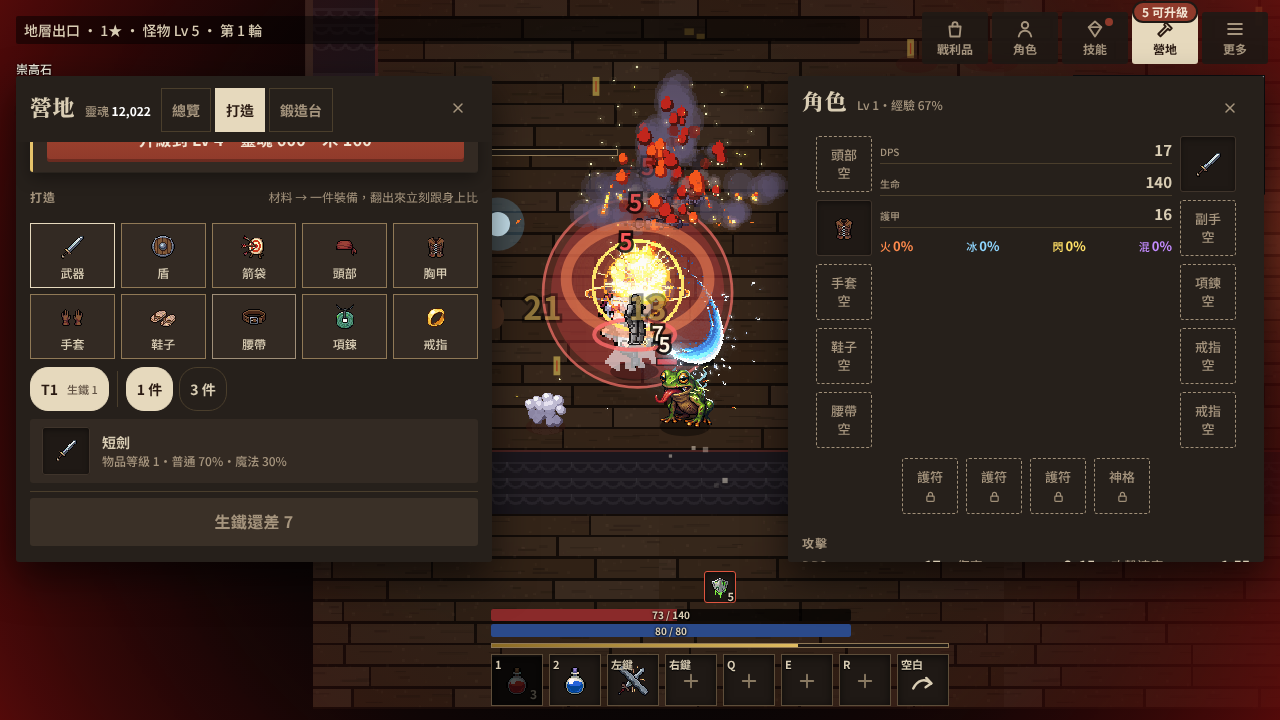 地層出口 • 1★ • 怪物 Lv 5 • 第 1 輪
崇高石
5 可升級
戰利品
角色
技能
營地
更多
營地
靈魂 12,022
總覽
打造
鍛造台
打造
材料 → 一件裝備，翻出來立刻跟身上比
武器
盾
箭袋
頭部
胸甲
手套
鞋子
腰帶
項鍊
戒指
T1 生鐵 1
1 件
3 件
短劍
物品等級 1・普通 70%・魔法 30%
生鐵還差 7
5
5
5
21
13
7
5
角色
Lv 1・經驗 67%
頭部
空
手套
空
鞋子
空
腰帶
空
DPS 17
生命 140
護甲 16
火 0%
冰 0%
閃 0%
混 0%
副手
空
項鍊
空
戒指
空
戒指
空
護符
護符
護符
神格
攻擊
5
73 / 140
80 / 80
1
3
2
左鍵
右鍵
Q
E
R
空白